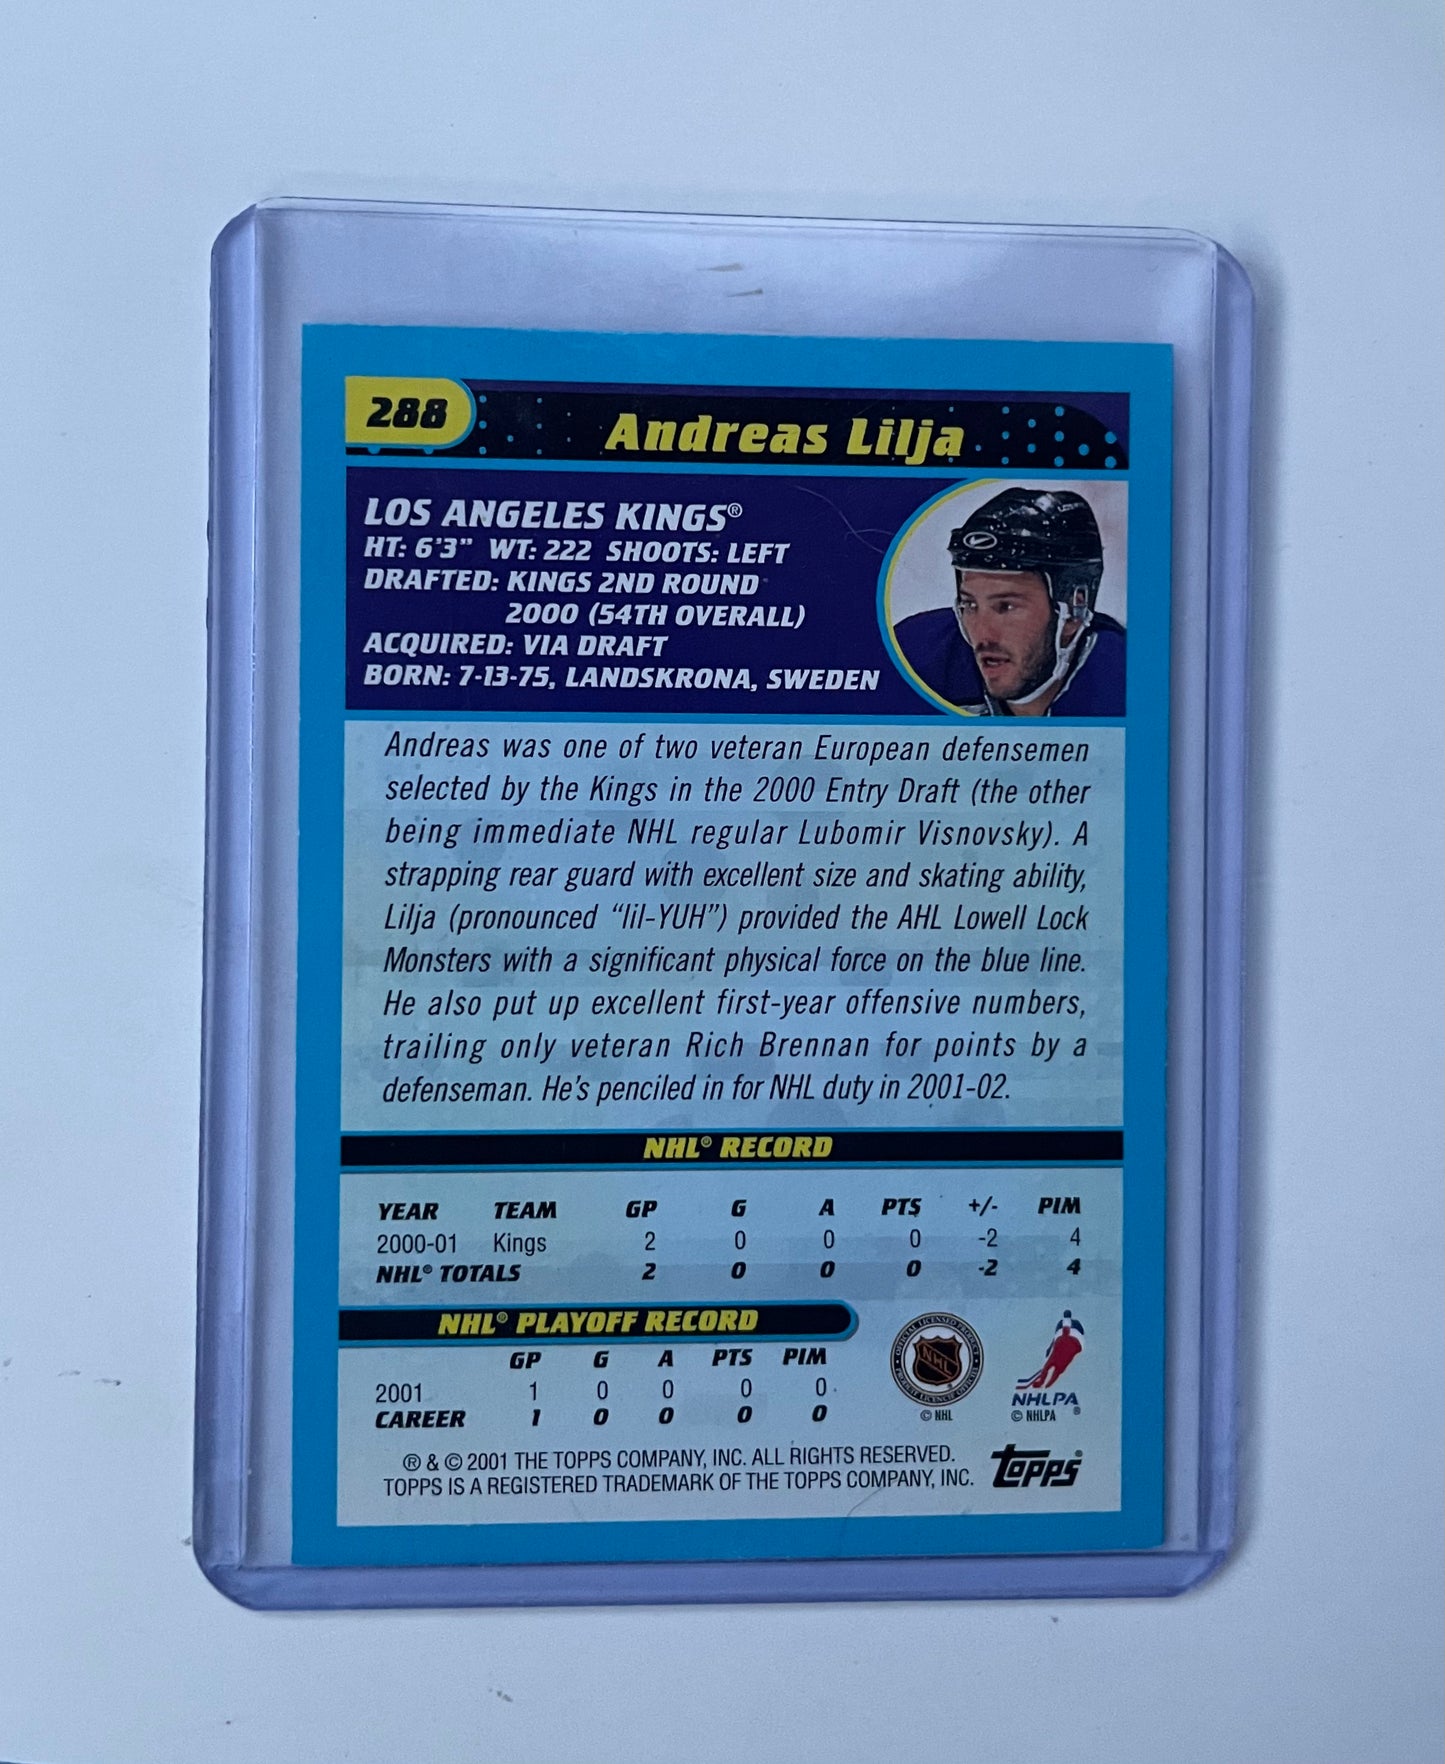 288
Andreas Lilja
LOS ANGELES KINGS®
HT: 6'3" WT: 222 SHOOTS: LEFT
DRAFTED: KINGS 2ND ROUND
2000 (54TH OVERALL)
ACQUIRED: VIA DRAFT
BORN: 7-13-75, LANDSKRONA, SWEDEN
Andreas was one of two veteran European defensemen
selected by the Kings in the 2000 Entry Draft (the other
being immediate NHL regular Lubomir Visnovsky). A
strapping rear guard with excellent size and skating ability,
Lilja (pronounced “lil-YUH”) provided the AHL Lowell Lock
Monsters with a significant physical force on the blue line.
He also put up excellent first-year offensive numbers,
trailing only veteran Rich Brennan for points by a
defenseman. He's penciled in for NHL duty in 2001-02.
NHL® RECORD
YEAR TEAM GP G A PTS +/- PIM
2000-01 Kings 2 0 0 0 -2 4
NHL® TOTALS 2 0 0 0 -2 4
NHL® PLAYOFF RECORD
GP G A PTS PIM
2001 1 0 0 0 0
CAREER 1 0 0 0 0
OFFICIAL LICENSED PRODUCT
NHL
© NHL
NHLPA ®
© NHLPA
® & © 2001 THE TOPPS COMPANY, INC. ALL RIGHTS RESERVED.
TOPPS IS A REGISTERED TRADEMARK OF THE TOPPS COMPANY, INC.
TOPPS®